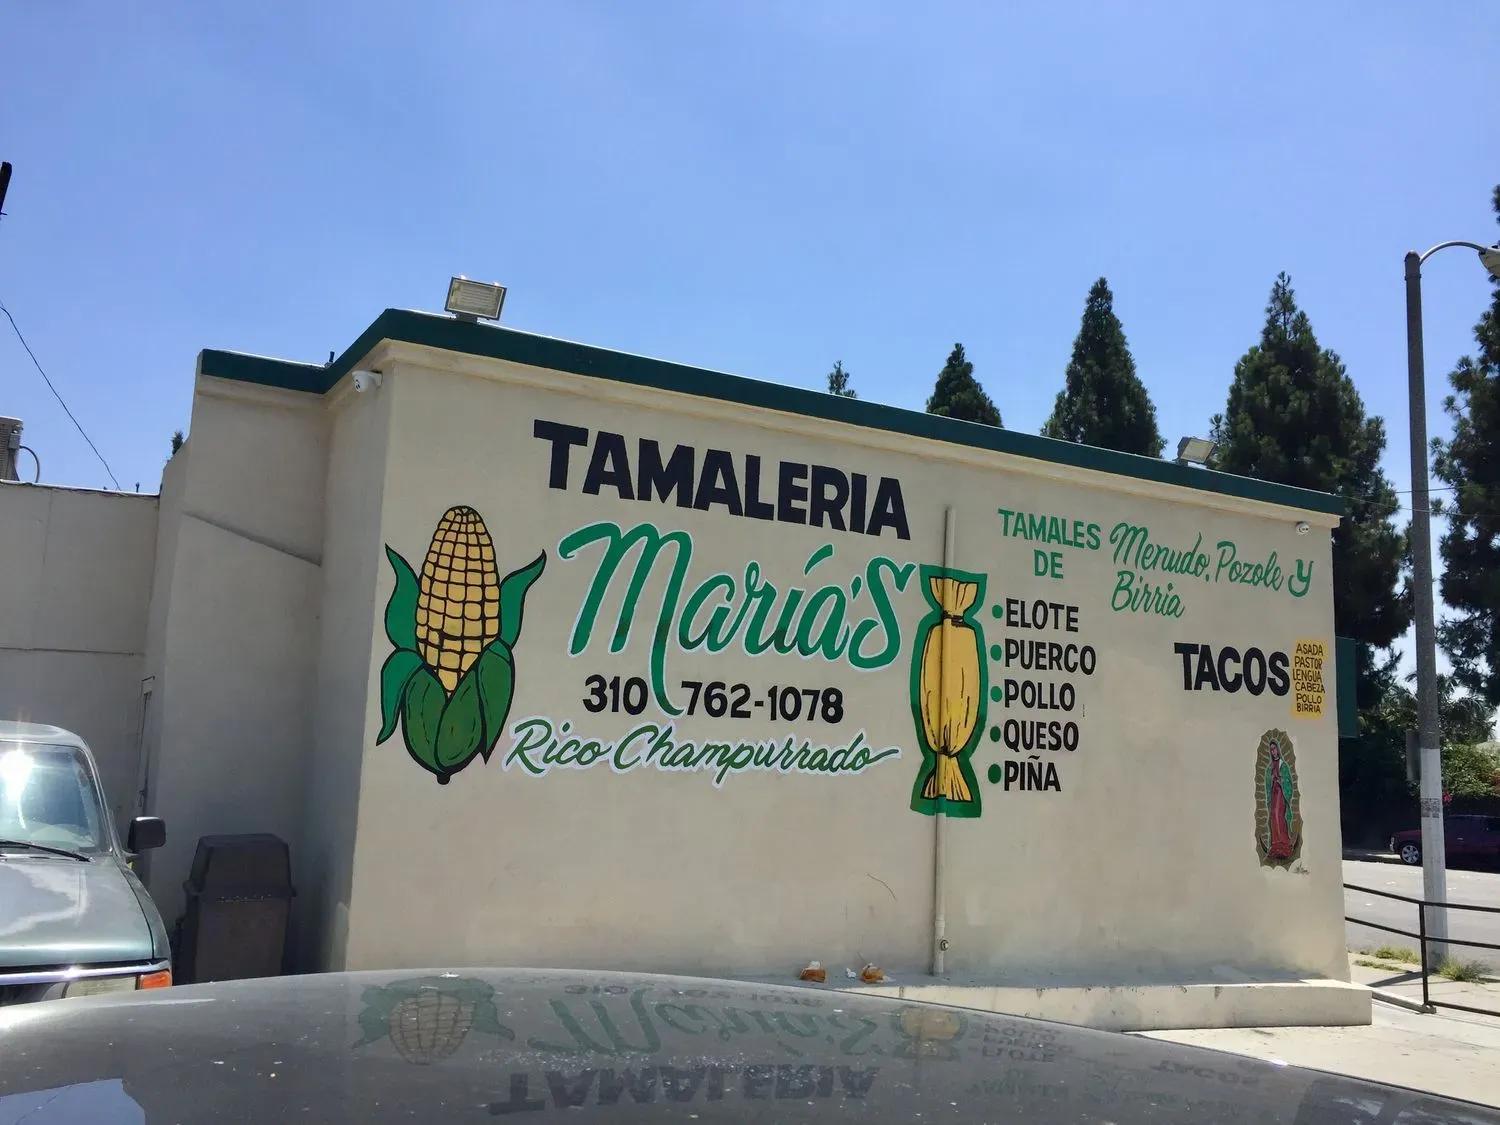 TAMALERIA
María's
310 762-1078
Rico Champurrado
TAMALES
DE
• ELOTE
• PUERCO
• POLLO
• QUESO
• PIÑA
Menudo, Pozole y
Birria
TACOS
ASADA
PASTOR
LENGUA
CABEZA
POLLO
BIRRIA